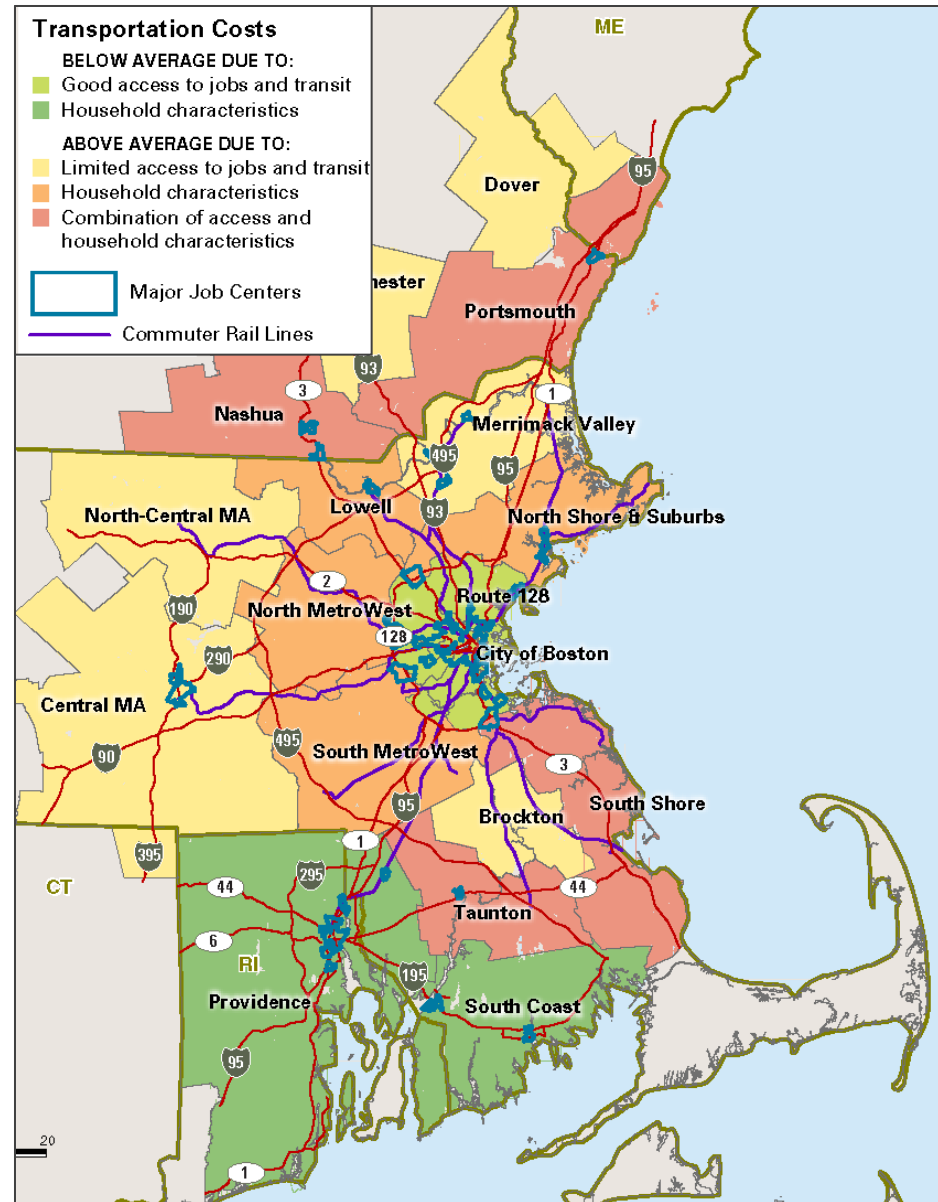 Transportation Costs
BELOW AVERAGE DUE TO:
Good access to jobs and transit
Household characteristics
ABOVE AVERAGE DUE TO:
Limited access to jobs and transit
Household characteristics
Combination of access and
household characteristics
Major Job Centers
Commuter Rail Lines
ME
95
Dover
hester
Portsmouth
93
3
1
Nashua
Merrimack Valley
495
95
Lowell
93
North-Central MA
North Shore & Suburbs
2
190
North MetroWest
Route 128
128
290
City of Boston
Central MA
495
90
South MetroWest
3
95
South Shore
Brockton
1
395
295
CT
44
44
Taunton
6
RI
195
Providence
South Coast
95
20
1